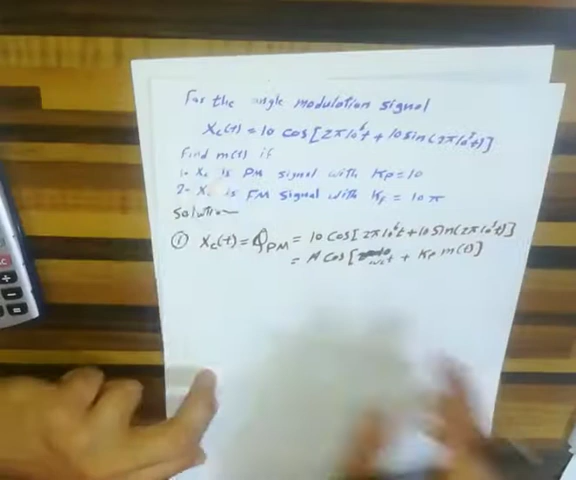 For the angle modulation signal
Xc(t) = 10 cos[2π10⁶t + 10 sin(2π10³t)]
Find m(t) if
1- Xc is PM signal with Kp = 10
2- X is FM signal with Kf = 10 π
Solution
① Xc(t) = φPM = 10 cos[2π10⁶t + 10 sin(2π10³t)]
= A cos[ωct + Kp m(t)]